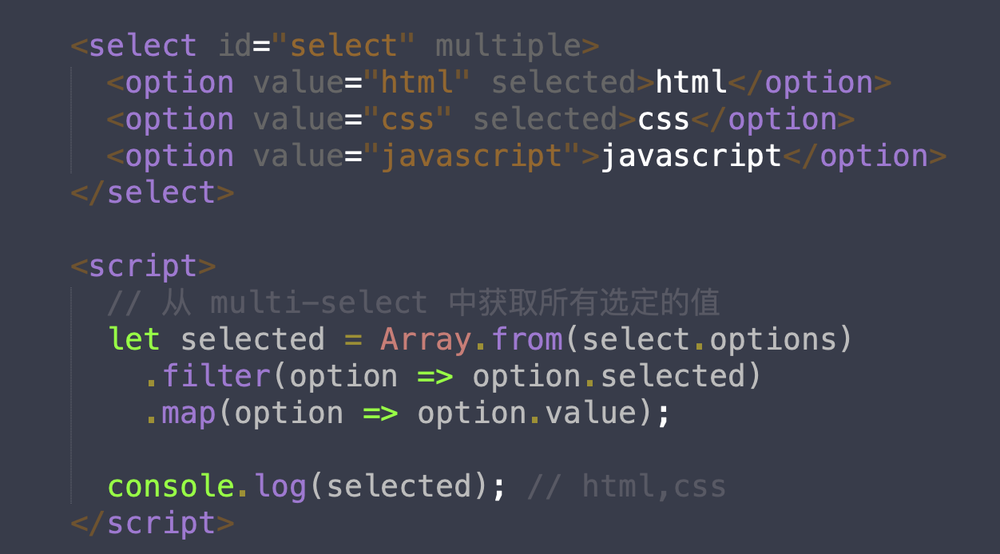 <select id="select" multiple>
  <option value="html" selected>html</option>
  <option value="css" selected>css</option>
  <option value="javascript">javascript</option>
</select>

<script>
  // 从 multi-select 中获取所有选定的值
  let selected = Array.from(select.options)
    .filter(option => option.selected)
    .map(option => option.value);

  console.log(selected); // html,css
</script>